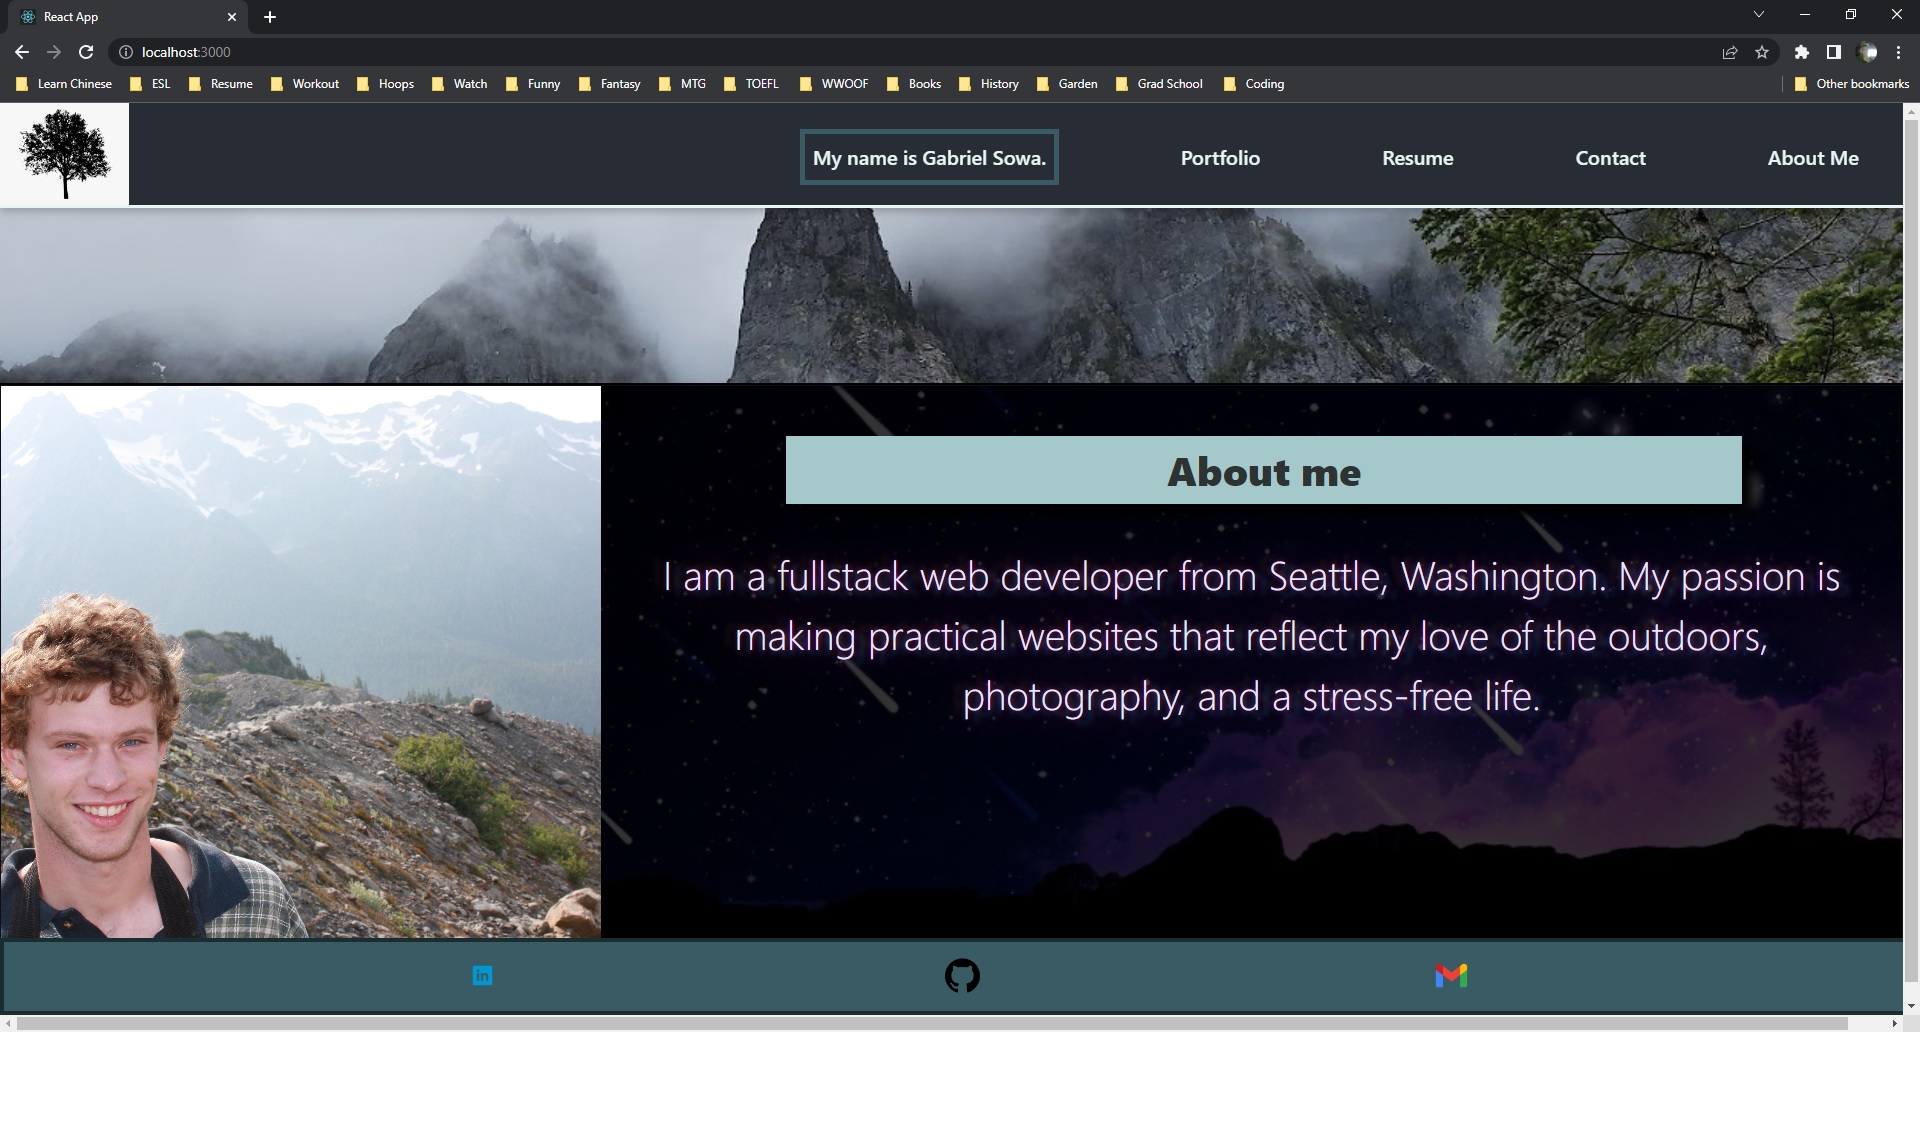 React App
localhost:3000
Learn Chinese ESL Resume Workout Hoops Watch Funny Fantasy MTG TOEFL WWOOF Books History Garden Grad School Coding Other bookmarks
My name is Gabriel Sowa. Portfolio Resume Contact About Me
About me
I am a fullstack web developer from Seattle, Washington. My passion is
making practical websites that reflect my love of the outdoors,
photography, and a stress-free life.
in